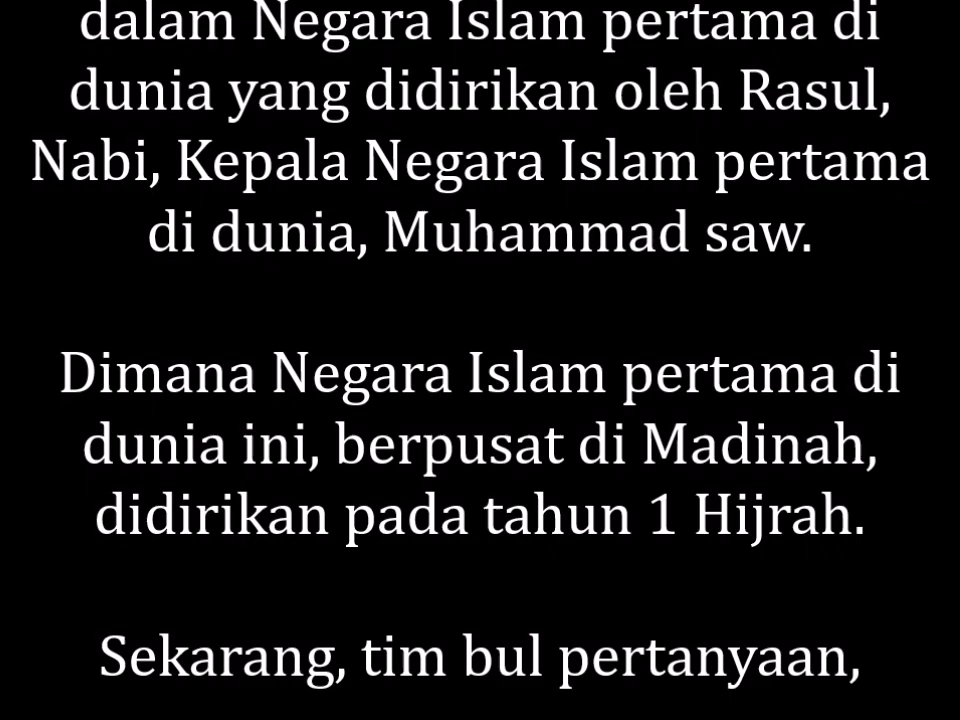 dalam Negara Islam pertama di
dunia yang didirikan oleh Rasul,
Nabi, Kepala Negara Islam pertama
di dunia, Muhammad saw.
Dimana Negara Islam pertama di
dunia ini, berpusat di Madinah,
didirikan pada tahun 1 Hijrah.
Sekarang, tim bul pertanyaan,